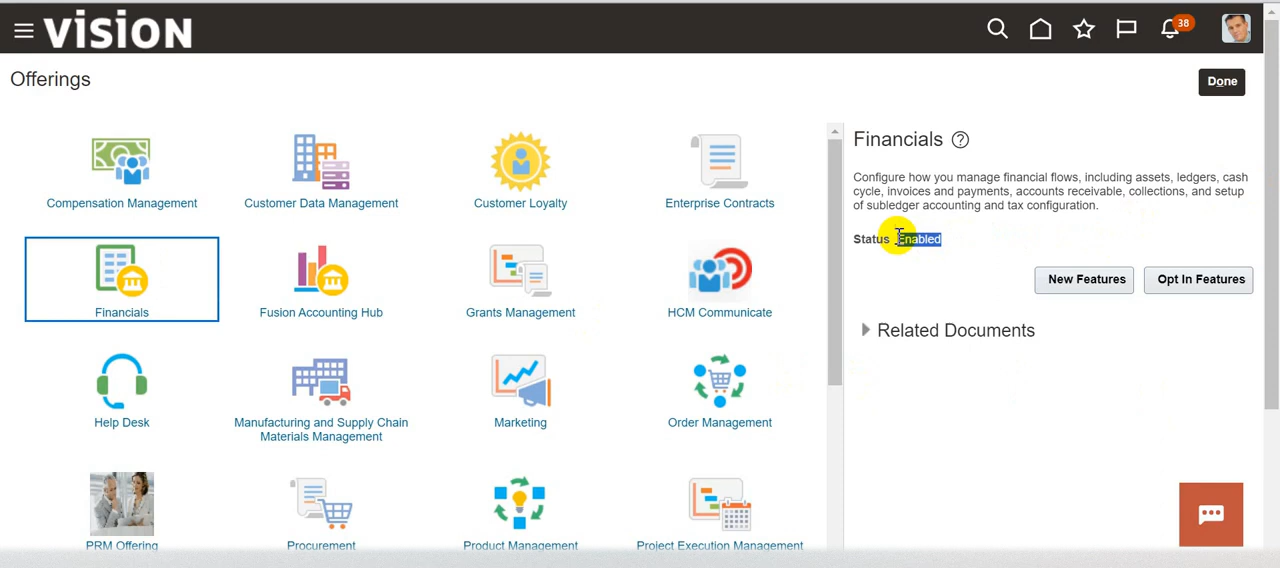 vision
38
Offerings
Done
Compensation Management
Customer Data Management
Customer Loyalty
Enterprise Contracts
Financials
Fusion Accounting Hub
Grants Management
HCM Communicate
Help Desk
Manufacturing and Supply Chain
Materials Management
Marketing
Order Management
PRM Offering
Procurement
Product Management
Project Execution Management
Financials ?
Configure how you manage financial flows, including assets, ledgers, cash
cycle, invoices and payments, accounts receivable, collections, and setup
of subledger accounting and tax configuration.
Status Enabled
New Features
Opt In Features
Related Documents